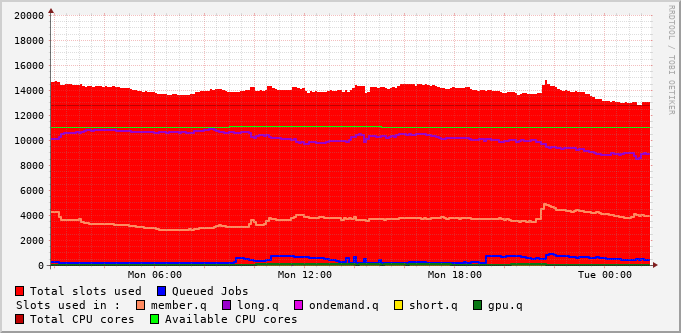 20000
18000
16000
14000
12000
10000
8000
6000
4000
2000
0
Mon 06:00 Mon 12:00 Mon 18:00 Tue 00:00
RRDTOOL / TOBI OETIKER
Total slots used Queued Jobs
Slots used in : member.q long.q ondemand.q short.q gpu.q
Total CPU cores Available CPU cores